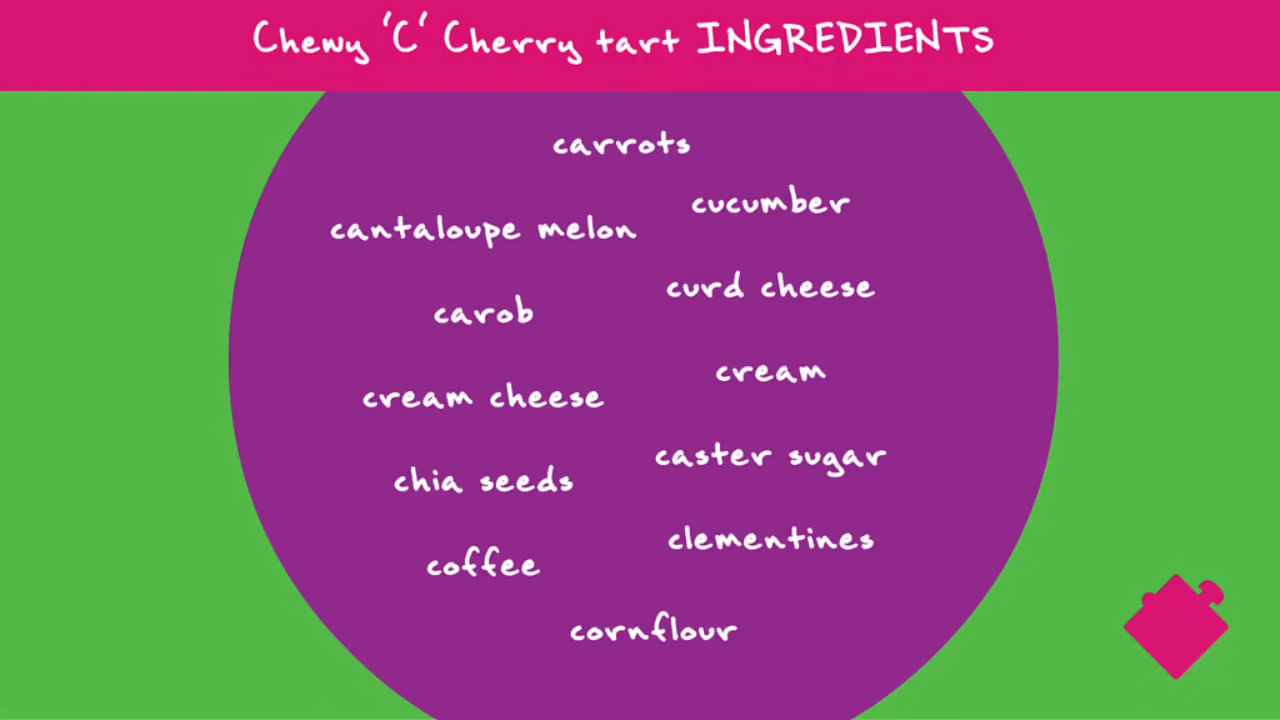 Chewy 'C' Cherry tart INGREDIENTS
carrots
cucumber
cantaloupe melon
curd cheese
carob
cream
cream cheese
caster sugar
chia seeds
clementines
coffee
cornflour